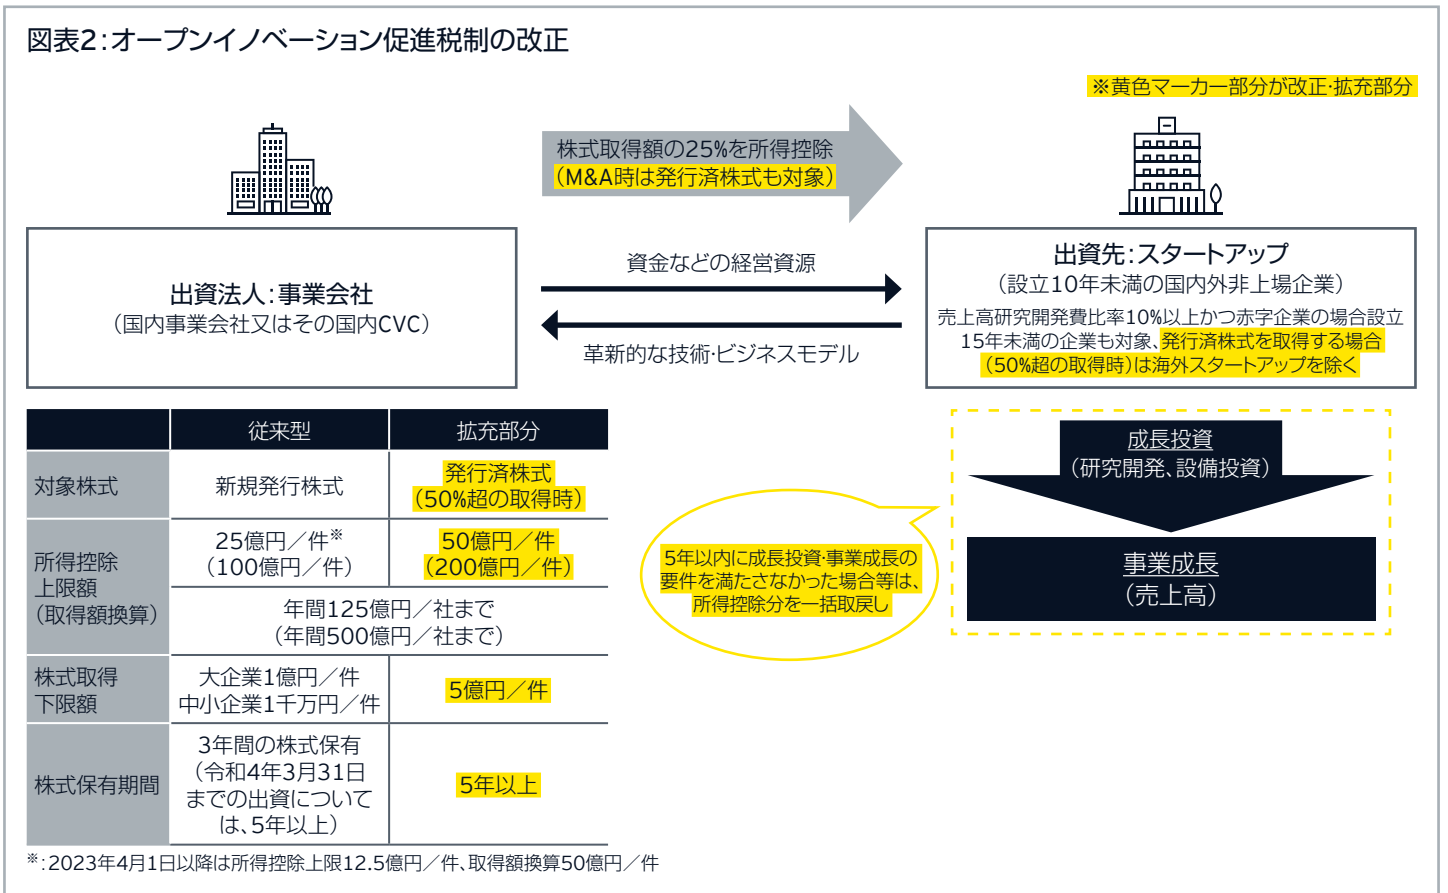 図表2：オープンイノベーション促進税制の改正
※黄色マーカー部分が改正・拡充部分
株式取得額の25%を所得控除
（M&A時は発行済株式も対象）
出資法人：事業会社
（国内事業会社又はその国内CVC）
資金などの経営資源
革新的な技術・ビジネスモデル
出資先：スタートアップ
（設立10年未満の国内外非上場企業）
売上高研究開発費比率10%以上かつ赤字企業の場合設立
15年未満の企業も対象、発行済株式を取得する場合
（50%超の取得時）は海外スタートアップを除く
従来型
拡充部分
対象株式
新規発行株式
発行済株式
（50%超の取得時）
所得控除
上限額
（取得額換算）
25億円／件※
（100億円／件）
50億円／件
（200億円／件）
年間125億円／社まで
（年間500億円／社まで）
株式取得
下限額
大企業1億円／件
中小企業1千万円／件
5億円／件
株式保有期間
3年間の株式保有
（令和4年3月31日
までの出資について
は、5年以上）
5年以上
5年以内に成長投資・事業成長の
要件を満たさなかった場合等は、
所得控除分を一括取戻し
成長投資
（研究開発、設備投資）
事業成長
（売上高）
※：2023年4月1日以降は所得控除上限12.5億円／件、取得額換算50億円／件